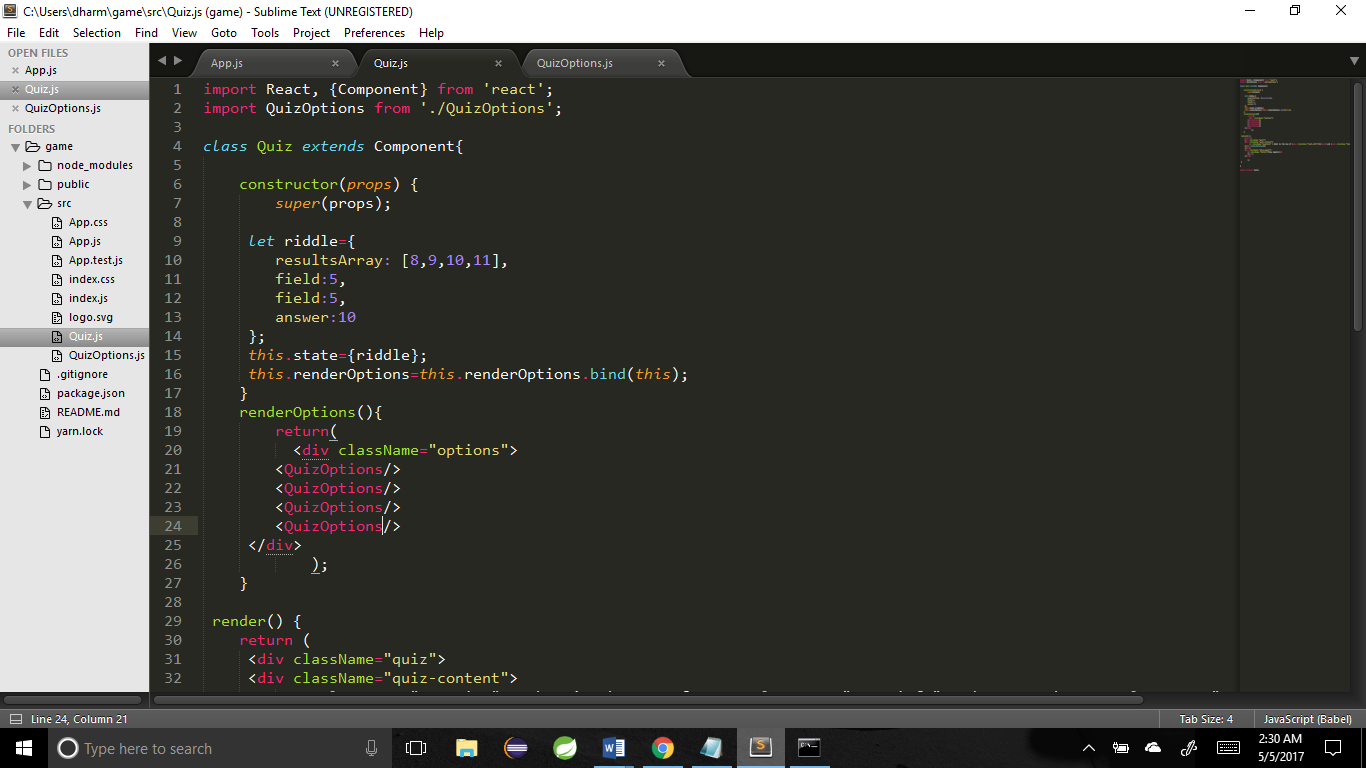 C:\Users\dharm\game\src\Quiz.js (game) - Sublime Text (UNREGISTERED)
File Edit Selection Find View Goto Tools Project Preferences Help
OPEN FILES
App.js
Quiz.js
QuizOptions.js
FOLDERS
game
node_modules
public
src
App.css
App.js
App.test.js
index.css
index.js
logo.svg
Quiz.js
QuizOptions.js
.gitignore
package.json
README.md
yarn.lock
App.js × Quiz.js × QuizOptions.js ×
1 import React, {Component} from 'react';
2 import QuizOptions from './QuizOptions';
3
4 class Quiz extends Component{
5
6 constructor(props) {
7 super(props);
8
9 let riddle={
10 resultsArray: [8,9,10,11],
11 field:5,
12 field:5,
13 answer:10
14 };
15 this.state={riddle};
16 this.renderOptions=this.renderOptions.bind(this);
17 }
18 renderOptions(){
19 return(
20 <div className="options">
21 <QuizOptions/>
22 <QuizOptions/>
23 <QuizOptions/>
24 <QuizOptions/>
25 </div>
26 );
27 }
28
29 render() {
30 return (
31 <div className="quiz">
32 <div className="quiz-content">
Line 24, Column 21 Tab Size: 4 JavaScript (Babel)
Type here to search
2:30 AM
5/5/2017